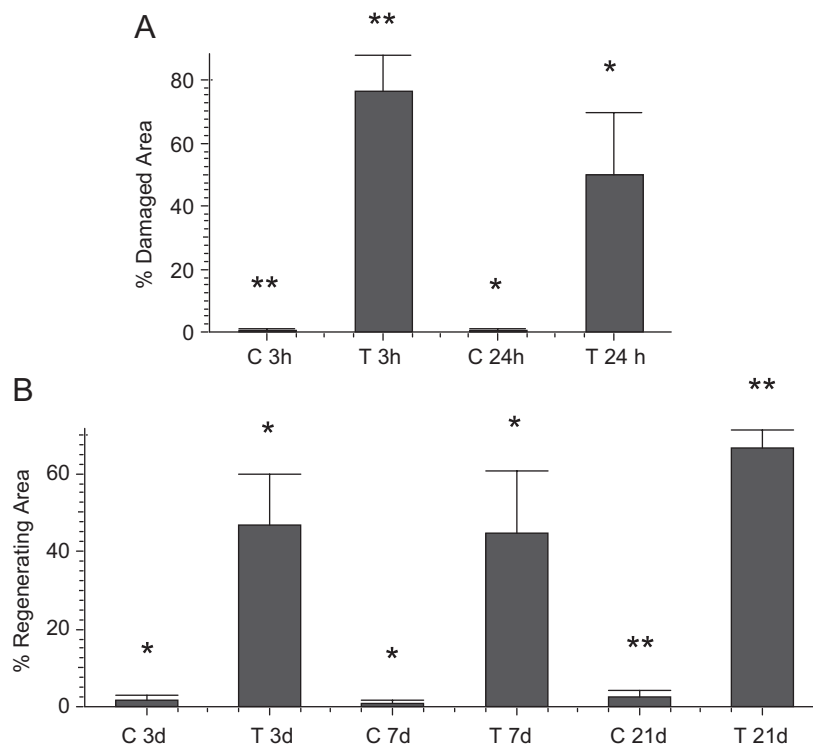 A
% Damaged Area
80
60
40
20
0
** ** * *
C 3h T 3h C 24h T 24 h
B
% Regenerating Area
60
40
20
0
* * * * ** **
C 3d T 3d C 7d T 7d C 21d T 21d